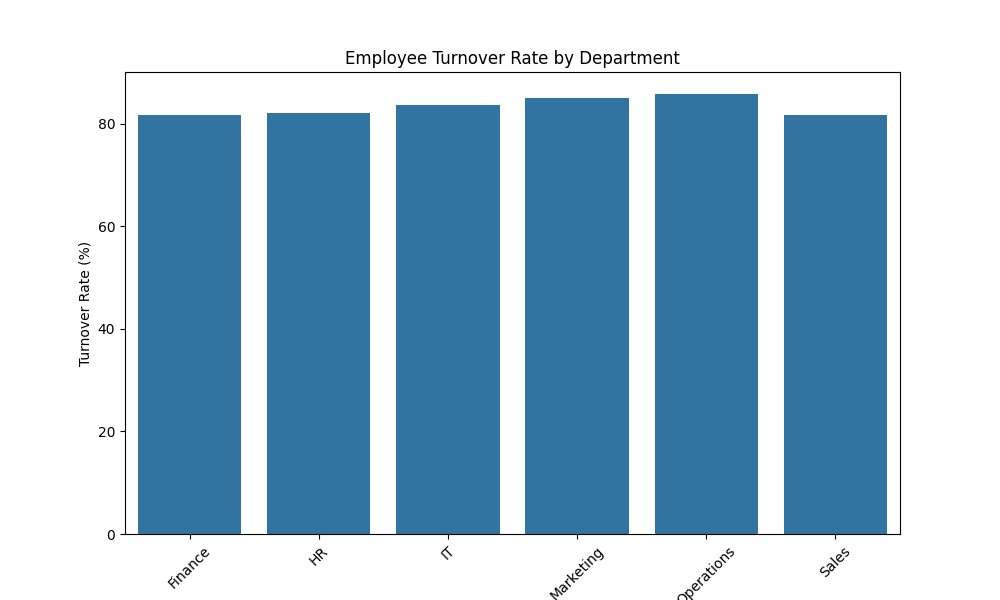 Employee Turnover Rate by Department
Turnover Rate (%)
80
60
40
20
0
Finance
HR
IT
Marketing
Operations
Sales